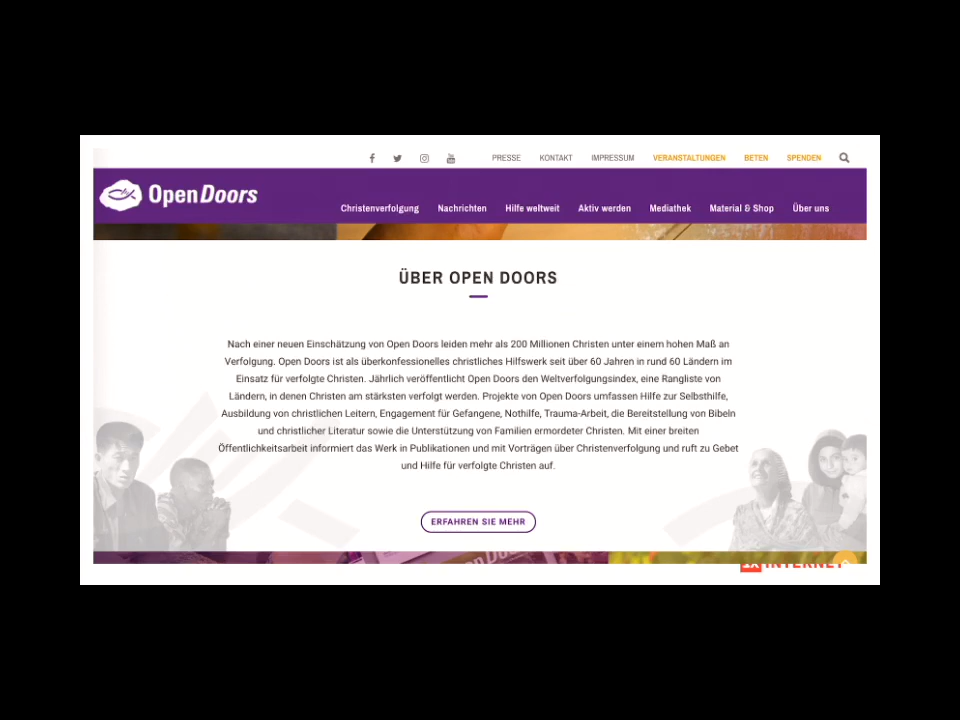 PRESSE KONTAKT IMPRESSUM VERANSTALTUNGEN BETEN SPENDEN
Open Doors
Christenverfolgung Nachrichten Hilfe weltweit Aktiv werden Mediathek Material & Shop Über uns
ÜBER OPEN DOORS
Nach einer neuen Einschätzung von Open Doors leiden mehr als 200 Millionen Christen unter einem hohen Maß an
Verfolgung. Open Doors ist als überkonfessionelles christliches Hilfswerk seit über 60 Jahren in rund 60 Ländern im
Einsatz für verfolgte Christen. Jährlich veröffentlicht Open Doors den Weltverfolgungsindex, eine Rangliste von
Ländern, in denen Christen am stärksten verfolgt werden. Projekte von Open Doors umfassen Hilfe zur Selbsthilfe,
Ausbildung von christlichen Leitern, Engagement für Gefangene, Nothilfe, Trauma-Arbeit, die Bereitstellung von Bibeln
und christlicher Literatur sowie die Unterstützung von Familien ermordeter Christen. Mit einer breiten
Öffentlichkeitsarbeit informiert das Werk in Publikationen und mit Vorträgen über Christenverfolgung und ruft zu Gebet
und Hilfe für verfolgte Christen auf.
ERFAHREN SIE MEHR
INTERNET